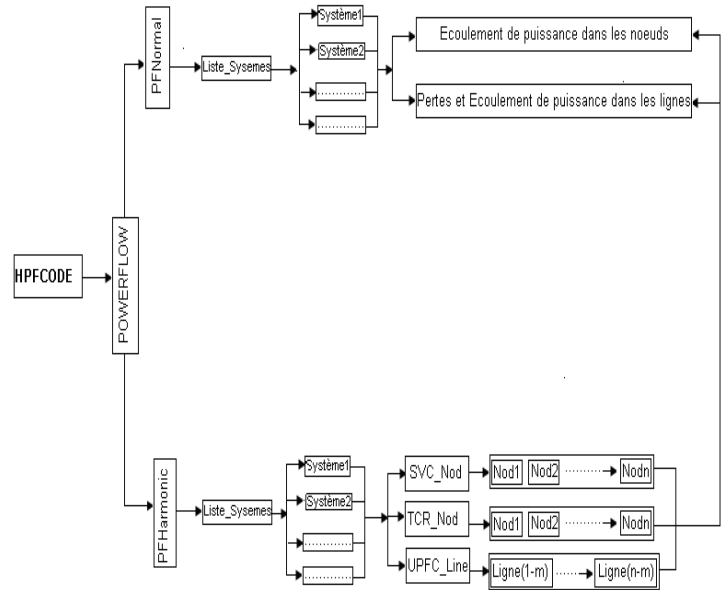 HPFCODE
POWERFLOW
PFNormal
Liste_Sysemes
Système1
Système2
............
............
Ecoulement de puissance dans les noeuds
Pertes et Ecoulement de puissance dans les lignes
PFHarmonic
Liste_Sysemes
Système1
Système2
............
............
SVC_Nod
Nod1 Nod2 Nodn
TCR_Nod
Nod1 Nod2 Nodn
UPFC_Line
Ligne(1-m) Ligne(n-m)